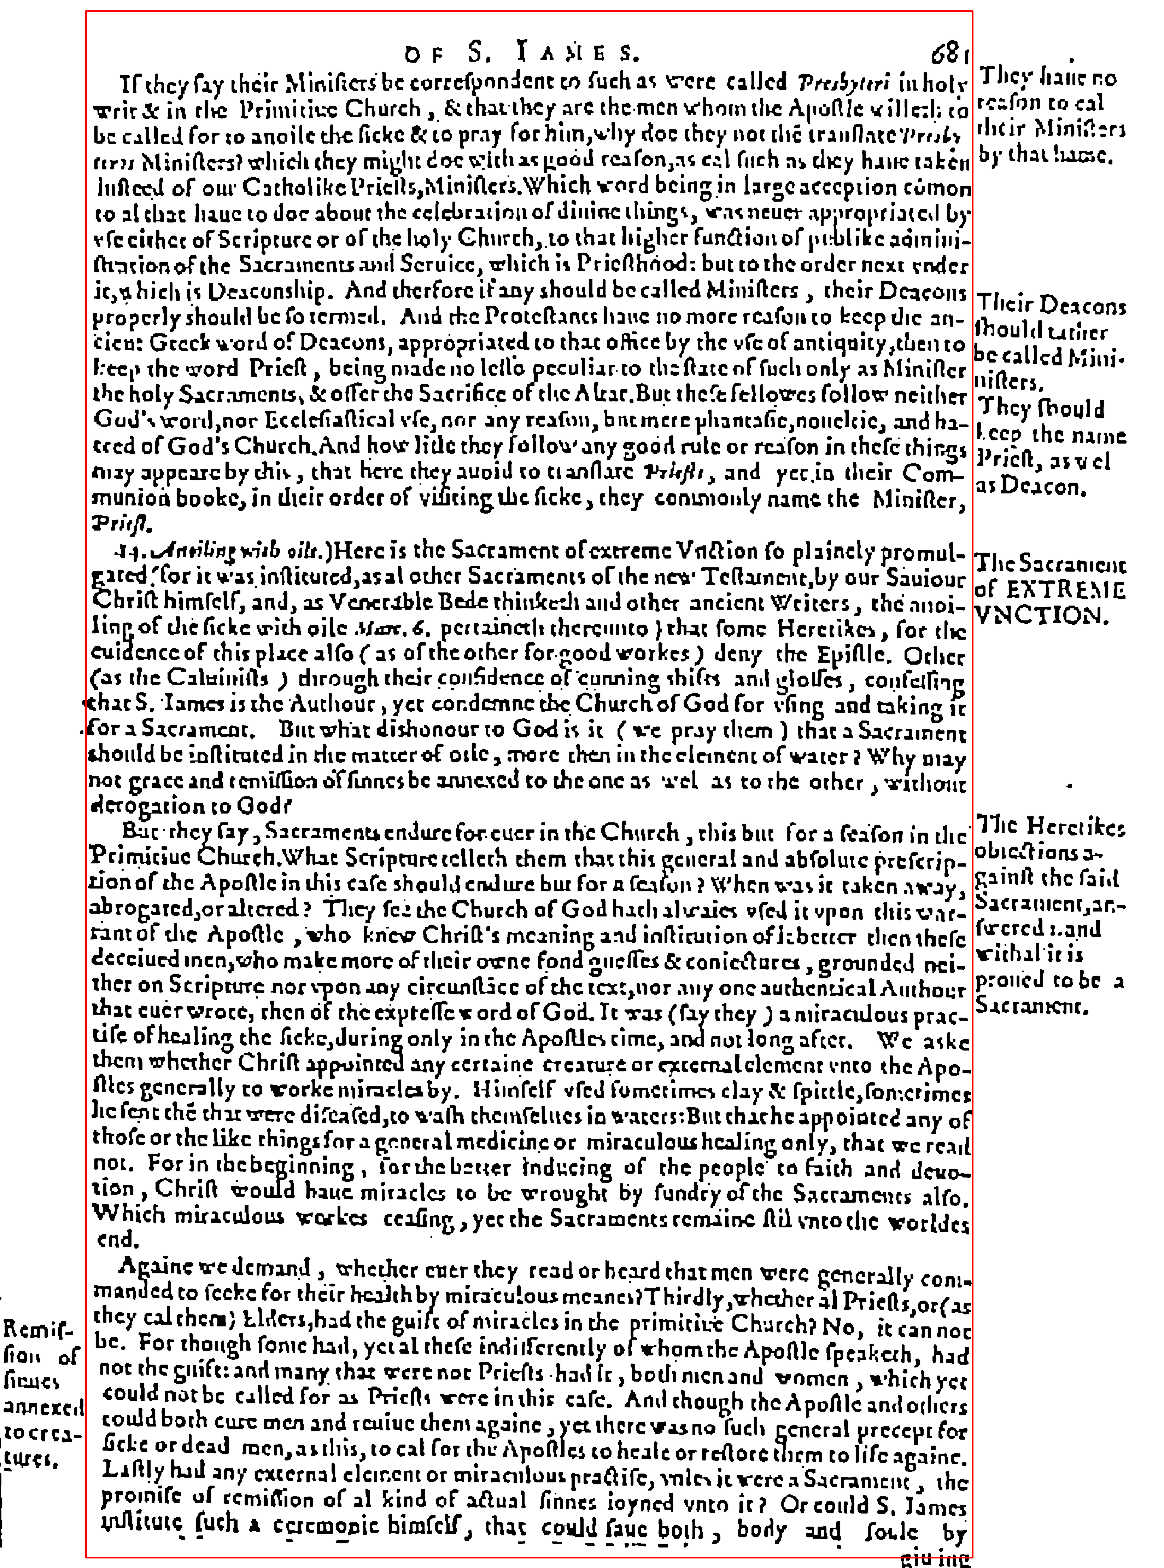 OF S. IAMES. 681
If they ſay their Miniſters be correſpondent to ſuch as were called Presbyteri in holy
writ & in the Primitiue Church, & that they are the men whom the Apoſtle willeth to
be called for to anoile the ſicke & to pray for him, why doe they not thē tranſlate Presby
teros Miniſters? which they might doe with as good reaſon, as cal ſuch as they haue taken
Inſteed of our Catholike Prieſts, Miniſters. Which word being in large acception cōmon
to al that haue to doe about the celebration of diuine things, was neuer appropriated by
vſe either of Scripture or of the holy Church, to that higher function of publike admini-
ſtration of the Sacraments and Seruice, which is Prieſthood: but to the order next vnder
it, which is Deaconship. And therfore if any should be called Miniſters, their Deacons
properly should be ſo termed. And the Proteſtants haue no more reaſon to keep the an-
cient Greek word of Deacons, appropriated to that office by the vſe of antiquity, then to
keep the word Prieſt, being made no leſſe peculiar to the ſtate of ſuch only as Miniſter
the holy Sacraments, & offer the Sacrifice of the Altar. But theſe fellowes follow neither
God's word, nor Eccleſiaſtical vſe, nor any reaſon, but mere phantaſie, noueltie, and ha-
tred of God's Church. And how litle they follow any good rule or reaſon in theſe things
may appeare by this, that here they auoid to tranſlate Prieſts, and yet in their Com-
munion booke, in their order of viſiting the ſicke, they commonly name the Miniſter,
Prieſt.
14. Anoiling with oile.) Here is the Sacrament of extreme Vnction ſo plainely promul-
gated (for it was inſtituted, as al other Sacraments of the new Teſtament, by our Sauiour
Chriſt himſelf, and, as Venerable Bede thinketh and other ancient Writers, the anoi-
ling of the ſicke with oile Marc. 6. pertaineth thereunto) that ſome Heretikes, for the
euidence of this place alſo (as of the other for good workes) deny the Epiſtle. Other
(as the Caluiniſts) through their confidence of cunning shifts and gloſſes, confeſſing
that S. Iames is the Authour, yet condemne the Church of God for vſing and taking it
for a Sacrament. But what dishonour to God is it (we pray them) that a Sacrament
should be inſtituted in the matter of oile, more then in the element of water? Why may
not grace and remiſſion of ſinnes be annexed to the one as wel as to the other, without
derogation to God?
But they ſay, Sacraments endure for euer in the Church, this but for a ſeaſon in the
Primitiue Church. What Scripture telleth them that this general and abſolute preſcrip-
tion of the Apoſtle in this caſe should endure but for a ſeaſon? When was it taken away,
abrogated, or altered? They ſee the Church of God hath alwaies vſed it vpon this war-
rant of the Apoſtle, who knew Chriſt's meaning and inſtitution of it better then theſe
deceiued men, who make more of their owne fond gueſſes & coniectures, grounded nei-
ther on Scripture nor vpon any circunſtāce of the text, nor any one authentical Authour
that euer wrote, then of the expreſſe word of God. It was (ſay they) a miraculous prac-
tiſe of healing the ſicke, during only in the Apoſtles time, and not long after. We aske
them whether Chriſt appointed any certaine creature or external element vnto the Apo-
ſtles generally to worke miracles by. Himſelf vſed ſometimes clay & ſpittle, ſometimes
he ſent thē that were diſeaſed, to waſh themſelues in waters: But that he appointed any of
thoſe or the like things for a general medicine or miraculous healing only, that we read
not. For in the beginning, for the better inducing of the people to faith and deuo-
tion, Chriſt would haue miracles to be wrought by ſundry of the Sacraments alſo.
Which miraculous workes ceaſing, yet the Sacraments remaine ſtil vnto the worldes
end.
Againe we demand, whether euer they read or heard that men were generally com-
manded to ſeeke for their health by miraculous meanes? Thirdly, whether al Prieſts, or (as
they cal them) Elders, had the guift of miracles in the primitiue Church? No, it can not
be. For though ſome had, yet al theſe indifferently of whom the Apoſtle ſpeaketh, had
not the guift: and many that were not Prieſts had it, both men and women, which yet
could not be called for as Prieſts were in this caſe. And though the Apoſtle and others
could both cure men and reuiue them againe, yet there was no ſuch general precept for
ſicke or dead men, as this, to cal for the Apoſtles to heale or reſtore them to life againe.
Laſtly had any external element or miraculous practiſe, vnles it were a Sacrament, the
promiſe of remiſſion of al kind of actual ſinnes ioyned vnto it? Or could S. James
inſtitute ſuch a ceremonie himſelf, that could ſaue both, body and ſoule by
giuing
They haue no
reaſon to cal
their Miniſters
by that name.
Their Deacons
ſhould rather
be called Mini-
niſters.
They ſhould
keep the name
Prieſt, as wel
as Deacon.
The Sacrament
of EXTREME
VNCTION.
The Heretikes
obiections a-
gainſt the ſaid
Sacrament, an-
ſwered: and
withal it is
proued to be a
Sacrament.
Remiſ-
ſion of
ſinnes
annexed
to crea-
tures.